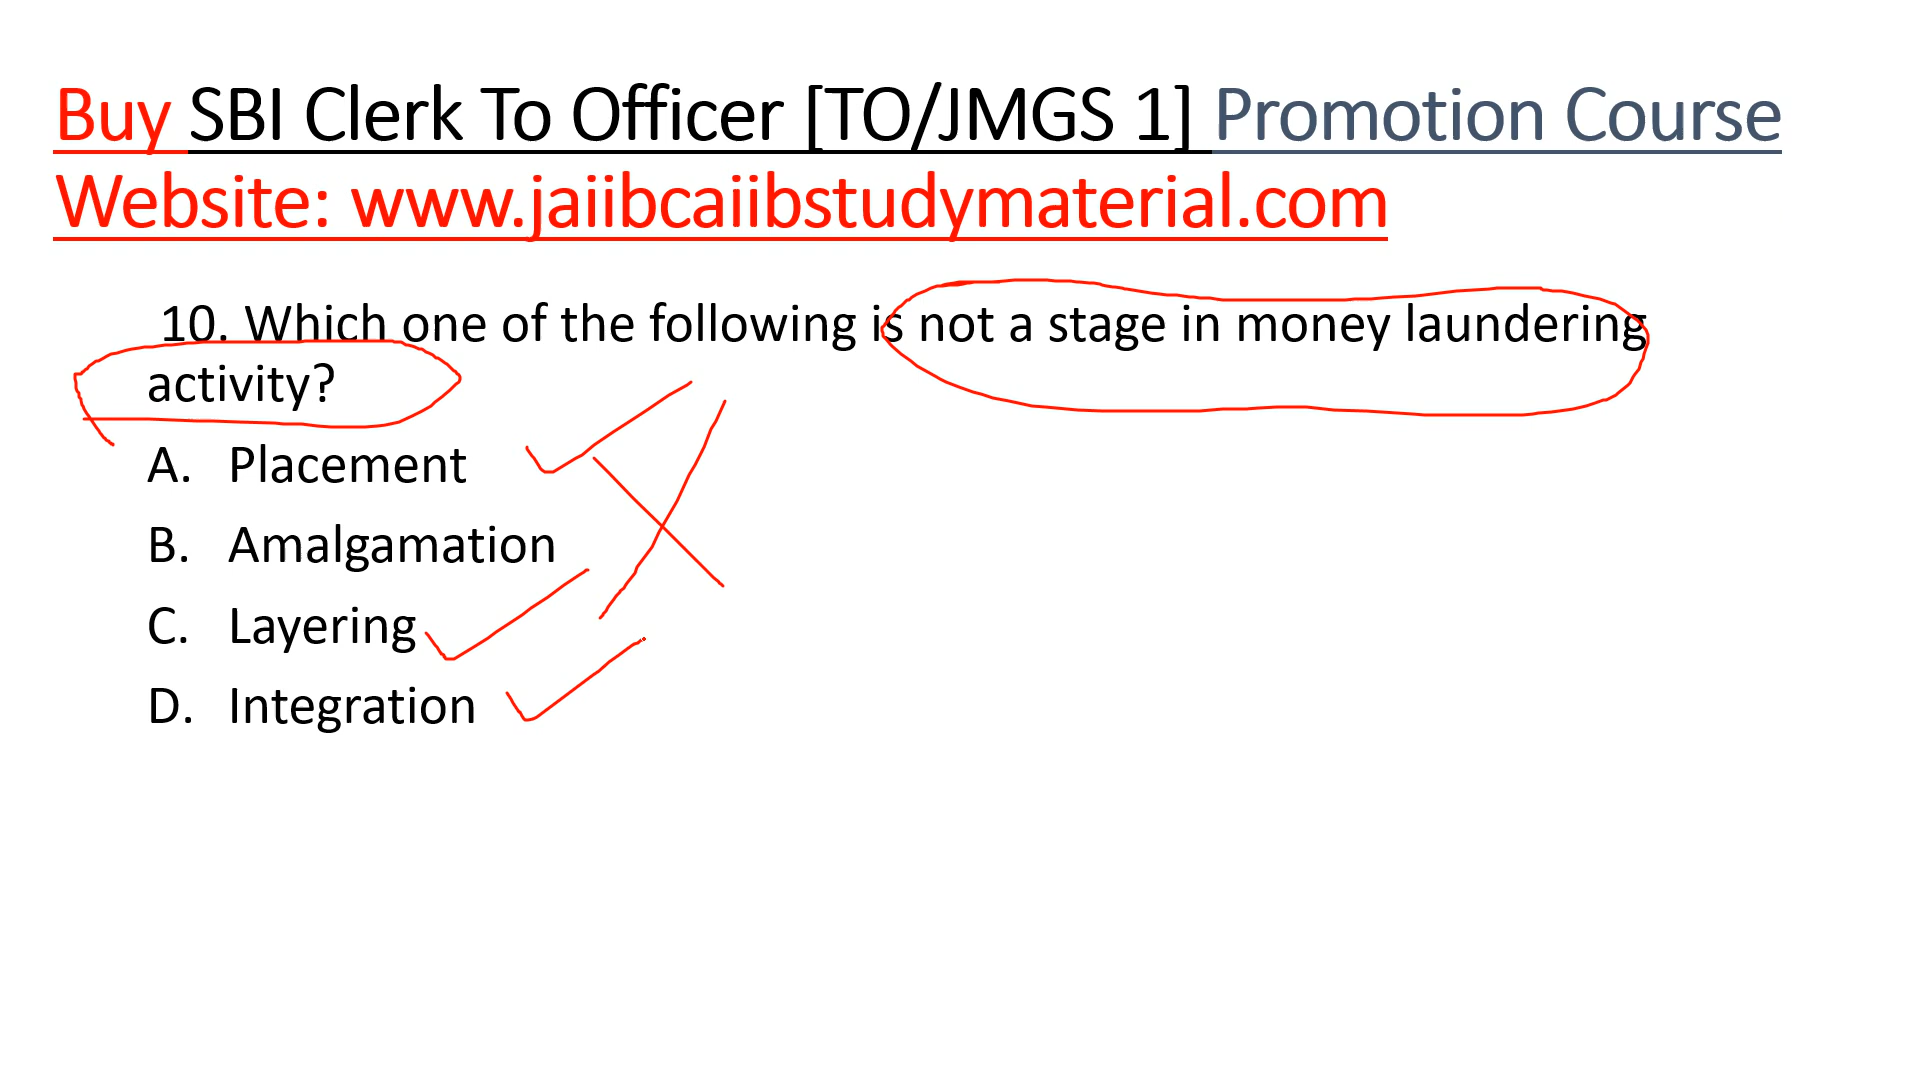 Buy SBI Clerk To Officer [TO/JMGS 1] Promotion Course
Website: www.jaiibcaiibstudymaterial.com
10. Which one of the following is not a stage in money laundering
activity?
A. Placement
B. Amalgamation
C. Layering
D. Integration